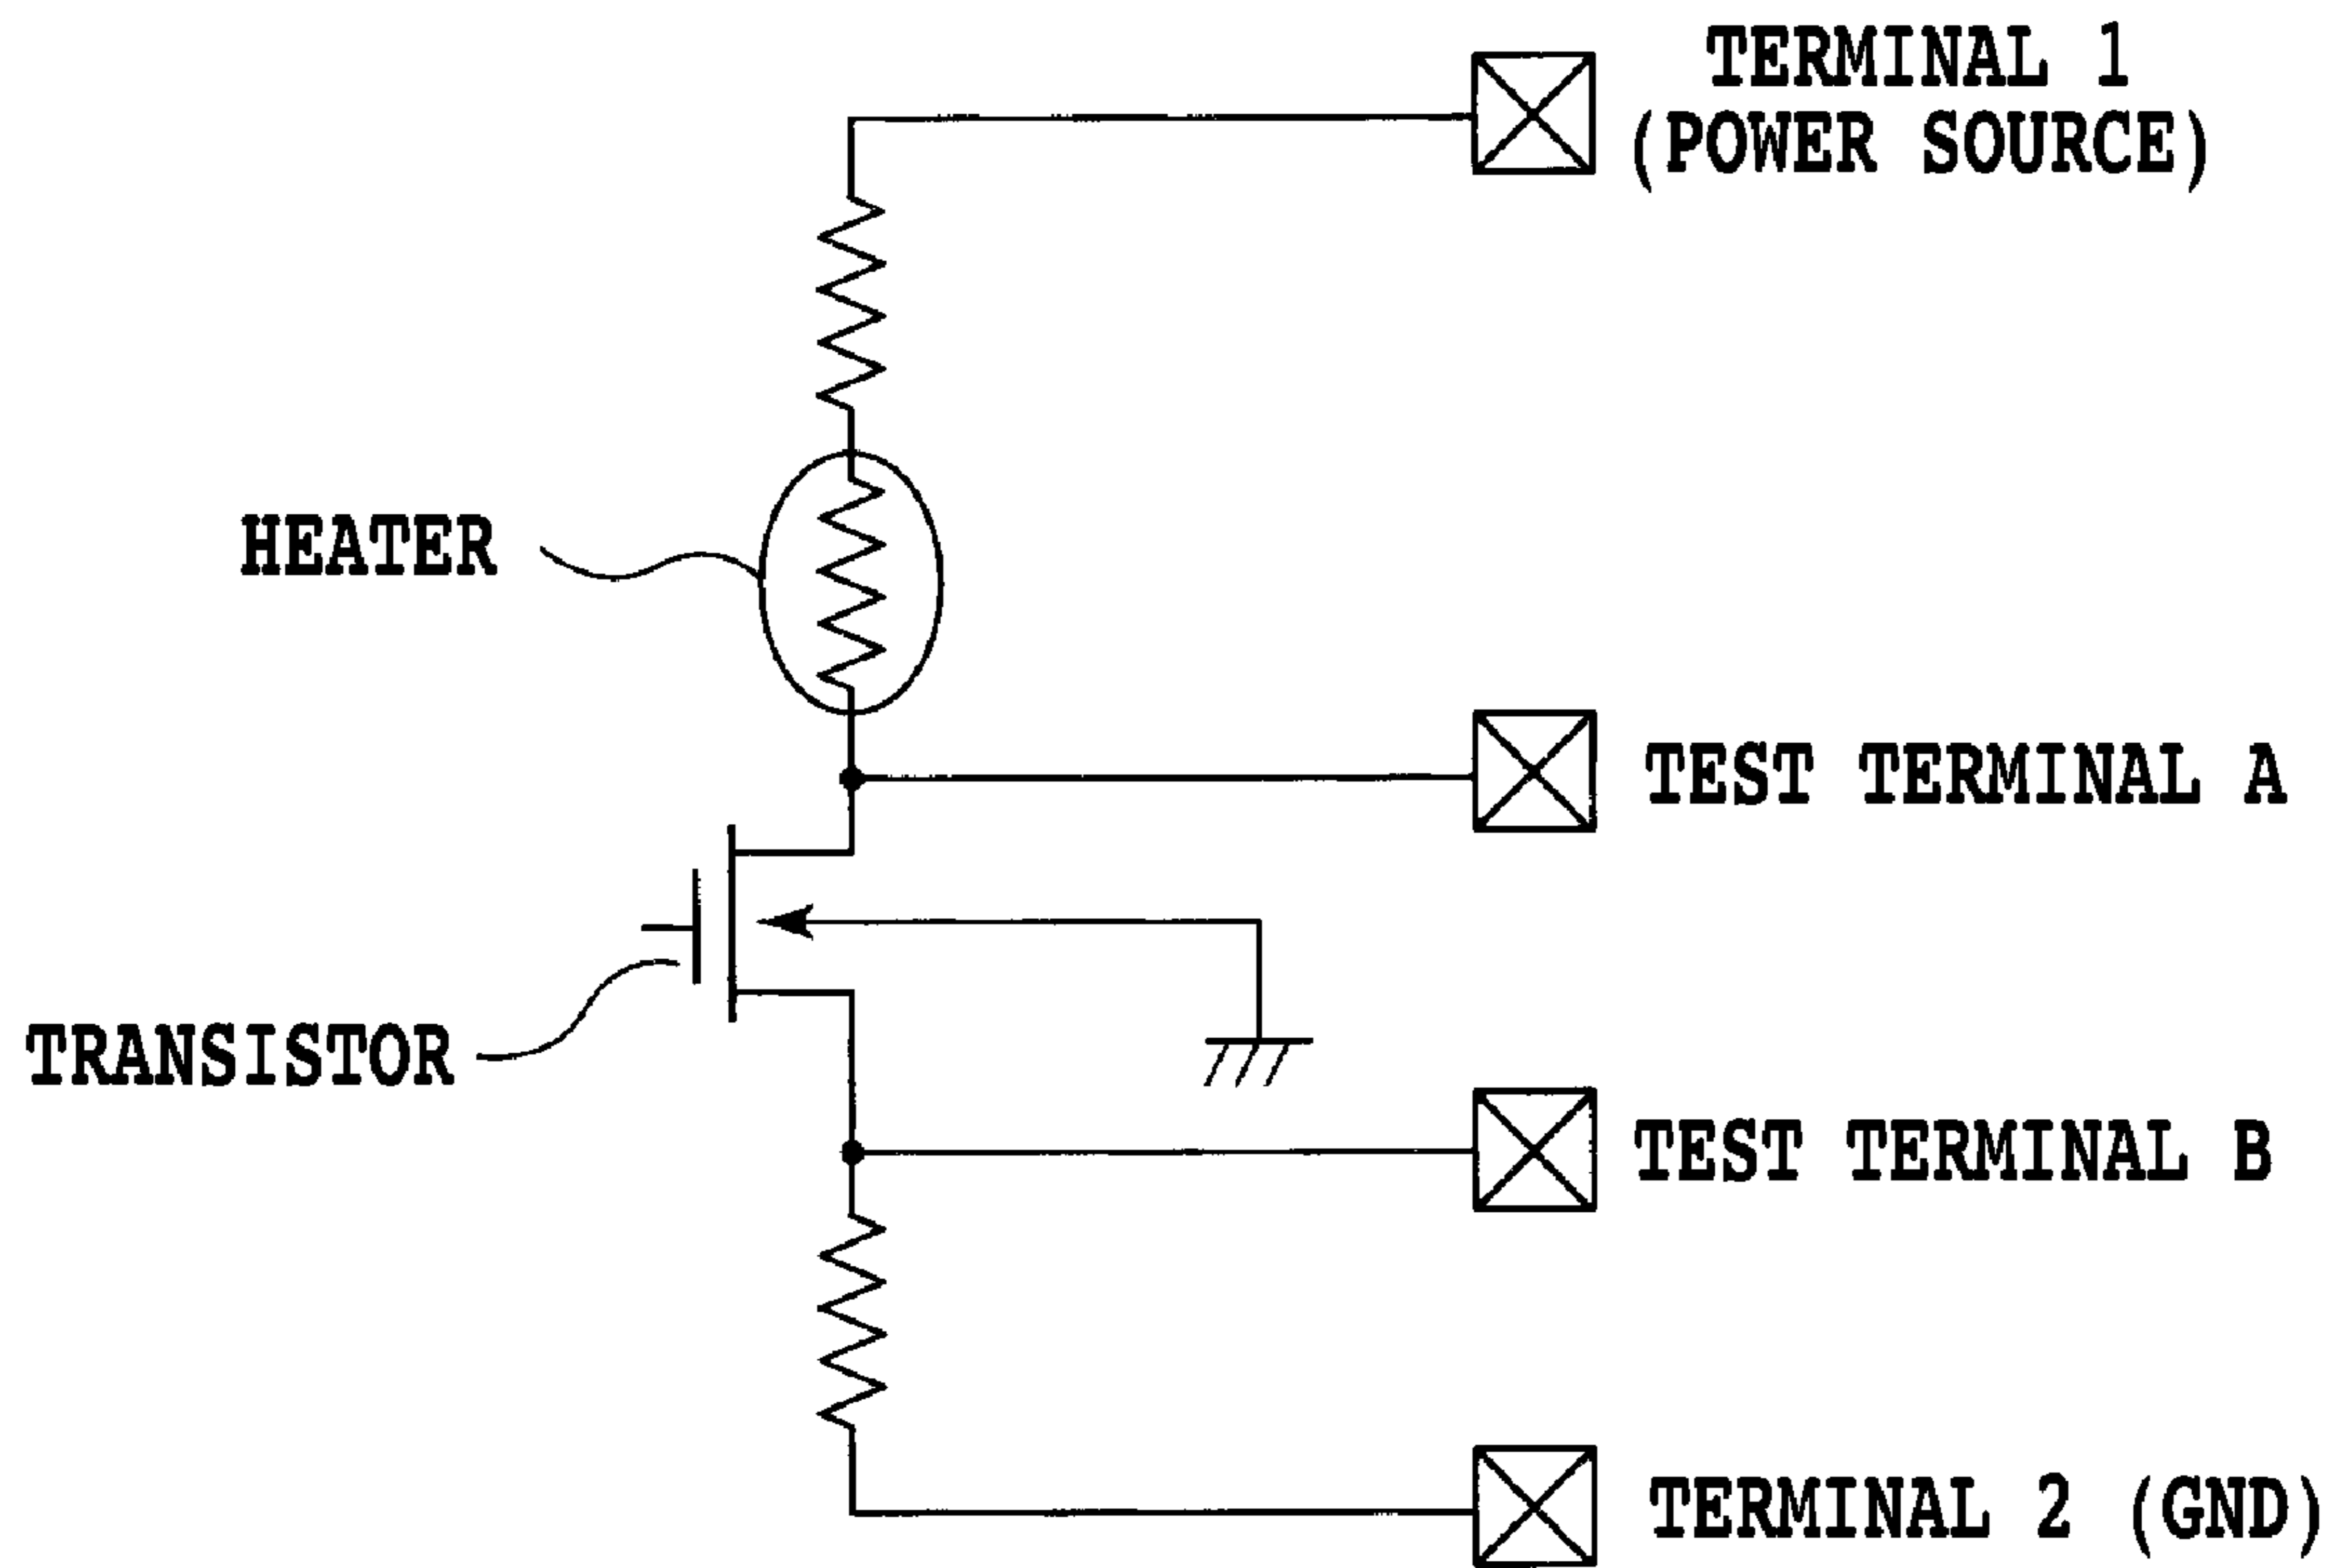 TERMINAL 1
(POWER SOURCE)
HEATER
TEST TERMINAL A
TRANSISTOR
TEST TERMINAL B
TERMINAL 2 (GND)